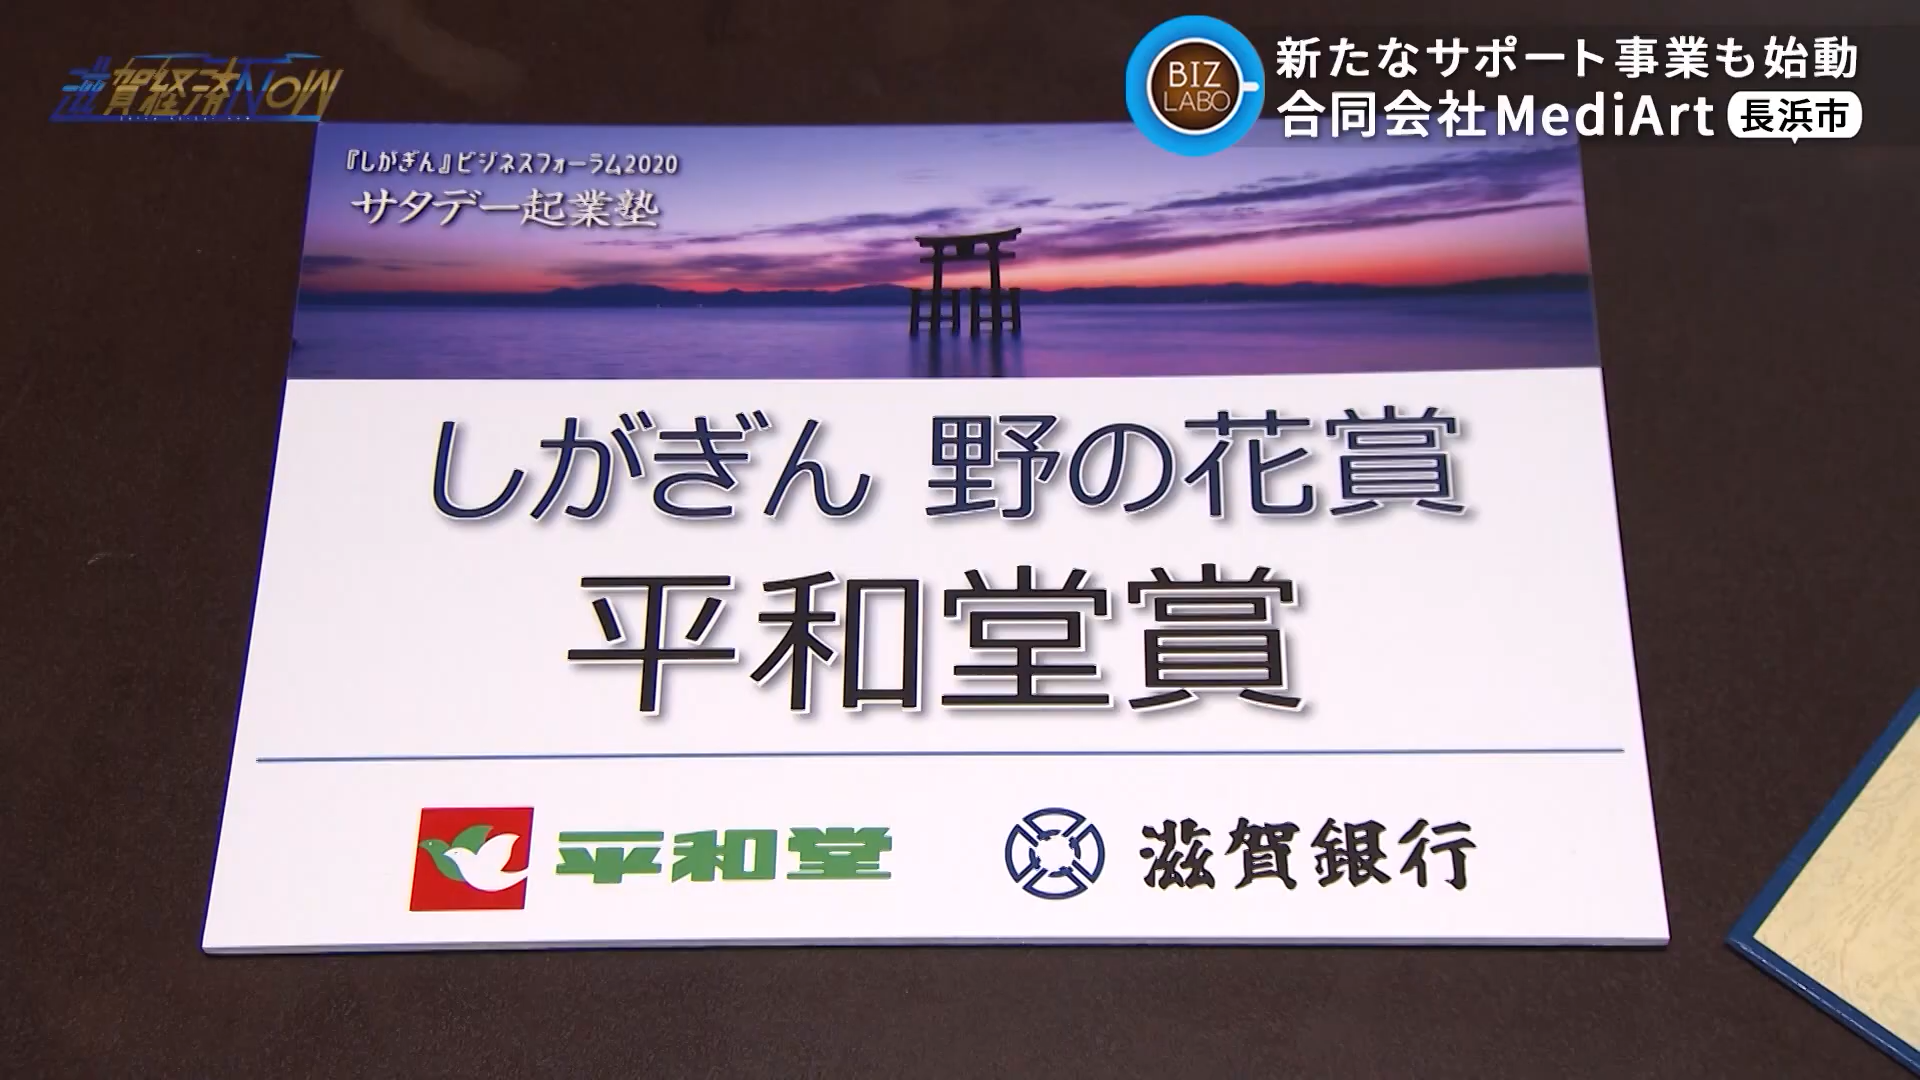 滋賀経済NOW
BIZ
LABO
新たなサポート事業も始動
合同会社MediArt 長浜市
『しがぎん』ビジネスフォーラム2020
サタデー起業塾
しがぎん 野の花賞
平和堂賞
平和堂
滋賀銀行